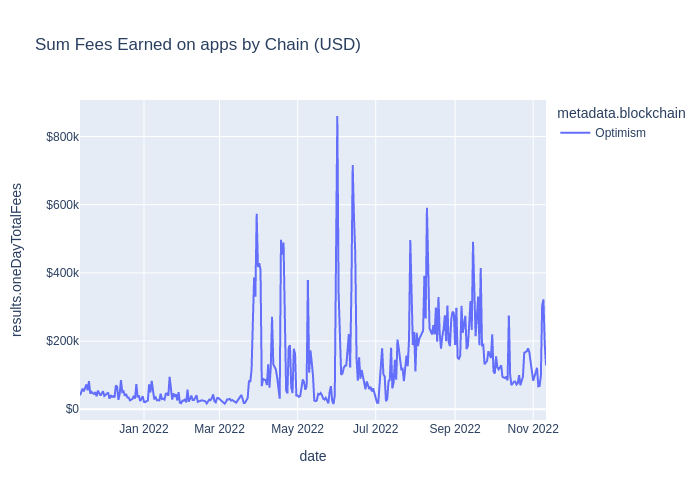 Sum Fees Earned on apps by Chain (USD)
metadata.blockchain
Optimism
results.oneDayTotalFees
$800k
$600k
$400k
$200k
$0
Jan 2022
Mar 2022
May 2022
Jul 2022
Sep 2022
Nov 2022
date